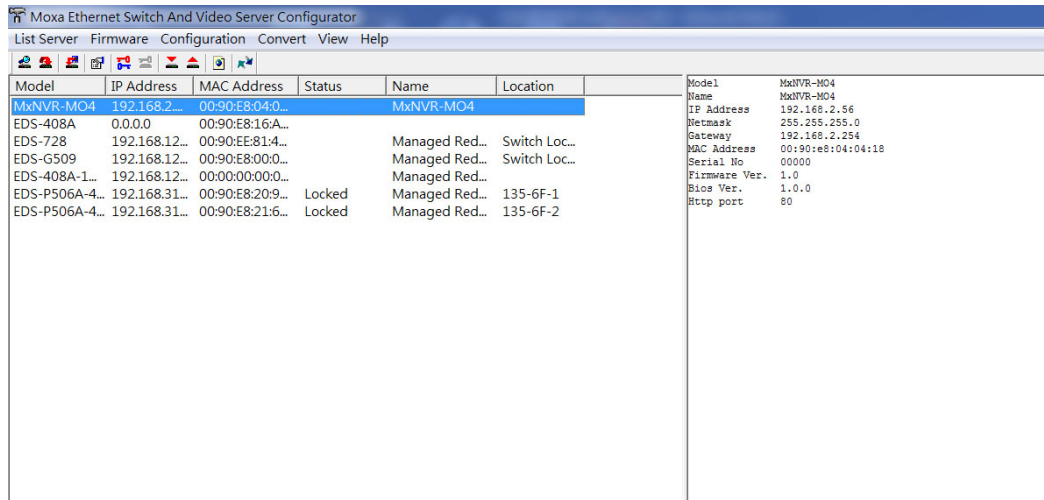 Moxa Ethernet Switch And Video Server Configurator
List Server Firmware Configuration Convert View Help
Model IP Address MAC Address Status Name Location
MxNVR-MO4 192.168.2.... 00:90:E8:04:0... MxNVR-MO4
EDS-408A 0.0.0.0 00:90:E8:16:A...
EDS-728 192.168.12... 00:90:EE:81:4... Managed Red... Switch Loc...
EDS-G509 192.168.12... 00:90:E8:00:0... Managed Red... Switch Loc...
EDS-408A-1... 192.168.12... 00:00:00:00:0... Managed Red...
EDS-P506A-4... 192.168.31... 00:90:E8:20:9... Locked Managed Red... 135-6F-1
EDS-P506A-4... 192.168.31... 00:90:E8:21:6... Locked Managed Red... 135-6F-2
Model MxNVR-MO4
Name MxNVR-MO4
IP Address 192.168.2.56
Netmask 255.255.255.0
Gateway 192.168.2.254
MAC Address 00:90:e8:04:04:18
Serial No 00000
Firmware Ver. 1.0
Bios Ver. 1.0.0
Http port 80